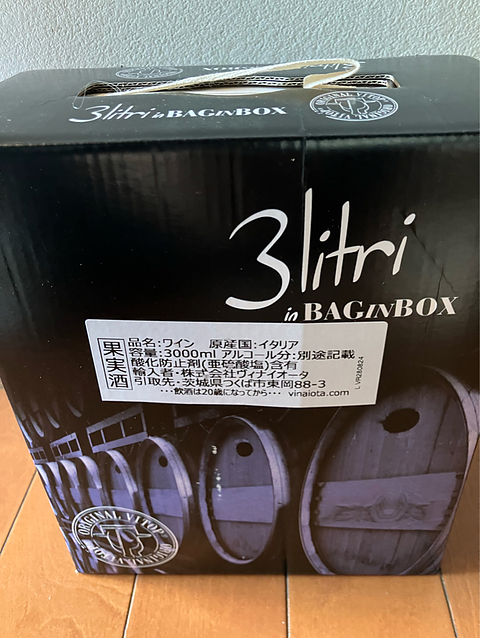 3litri in BAGINBOX
ORIGINAL VITOP
3litri
in BAGINBOX
果実酒
品名:ワイン 原産国:イタリア
容量:3000ml アルコール分:別途記載
酸化防止剤(亜硫酸塩)含有
輸入者・株式会社ヴィナイオータ
引取先・茨城県つくば市東岡88-3
・・・飲酒は20歳になってから・・・ vinaiota.com
ORIGINAL VITOP